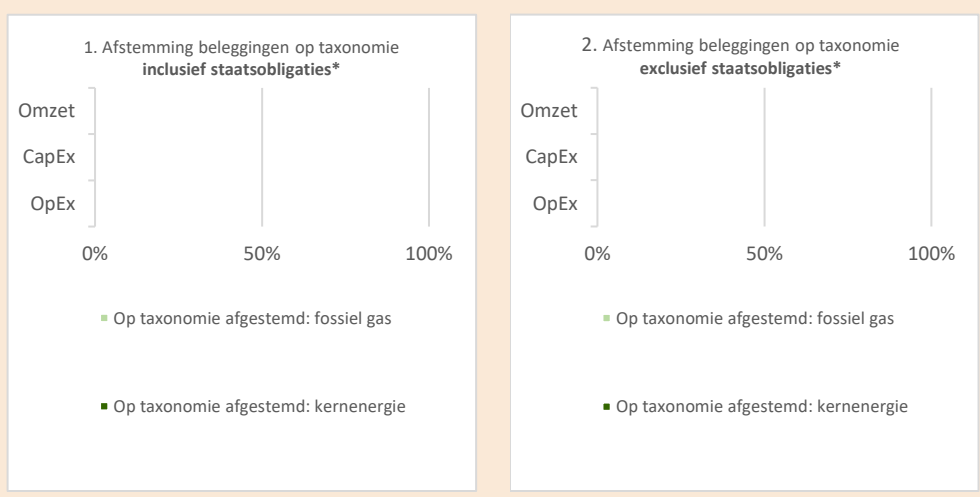 1. Afstemming beleggingen op taxonomie
inclusief staatsobligaties*
Omzet
CapEx
OpEx
0% 50% 100%
Op taxonomie afgestemd: fossiel gas
Op taxonomie afgestemd: kernenergie
2. Afstemming beleggingen op taxonomie
exclusief staatsobligaties*
Omzet
CapEx
OpEx
0% 50% 100%
Op taxonomie afgestemd: fossiel gas
Op taxonomie afgestemd: kernenergie